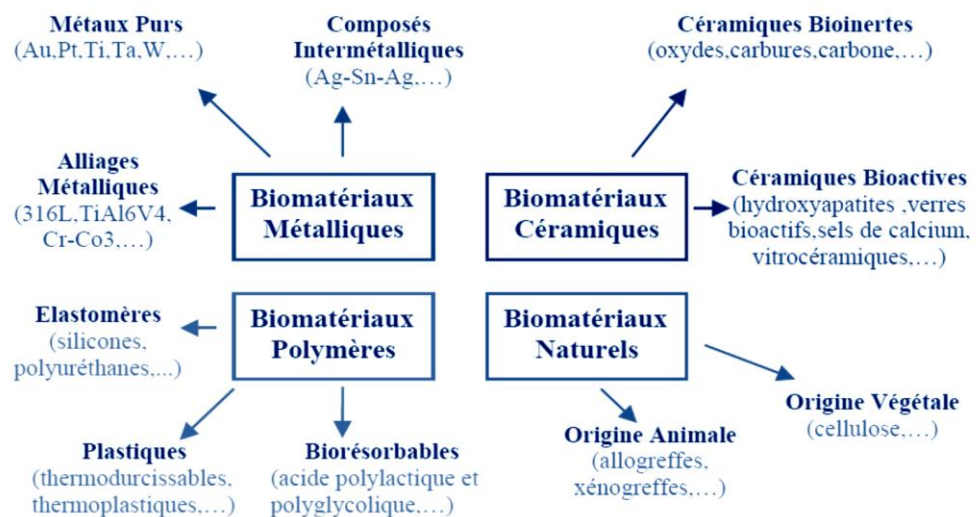 Métaux Purs
(Au,Pt,Ti,Ta,W,…)
Composés
Intermétalliques
(Ag-Sn-Ag,…)
Céramiques Bioinertes
(oxydes,carbures,carbone,…)
Alliages
Métalliques
(316L,TiAl6V4,
Cr-Co3,…)
Biomatériaux
Métalliques
Biomatériaux
Céramiques
Céramiques Bioactives
(hydroxyapatites ,verres
bioactifs,sels de calcium,
vitrocéramiques,…)
Elastomères
(silicones,
polyuréthanes,...)
Biomatériaux
Polymères
Biomatériaux
Naturels
Plastiques
(thermodurcissables,
thermoplastiques,…)
Biorésorbables
(acide polylactique et
polyglycolique,…)
Origine Animale
(allogreffes,
xénogreffes,…)
Origine Végétale
(cellulose,…)